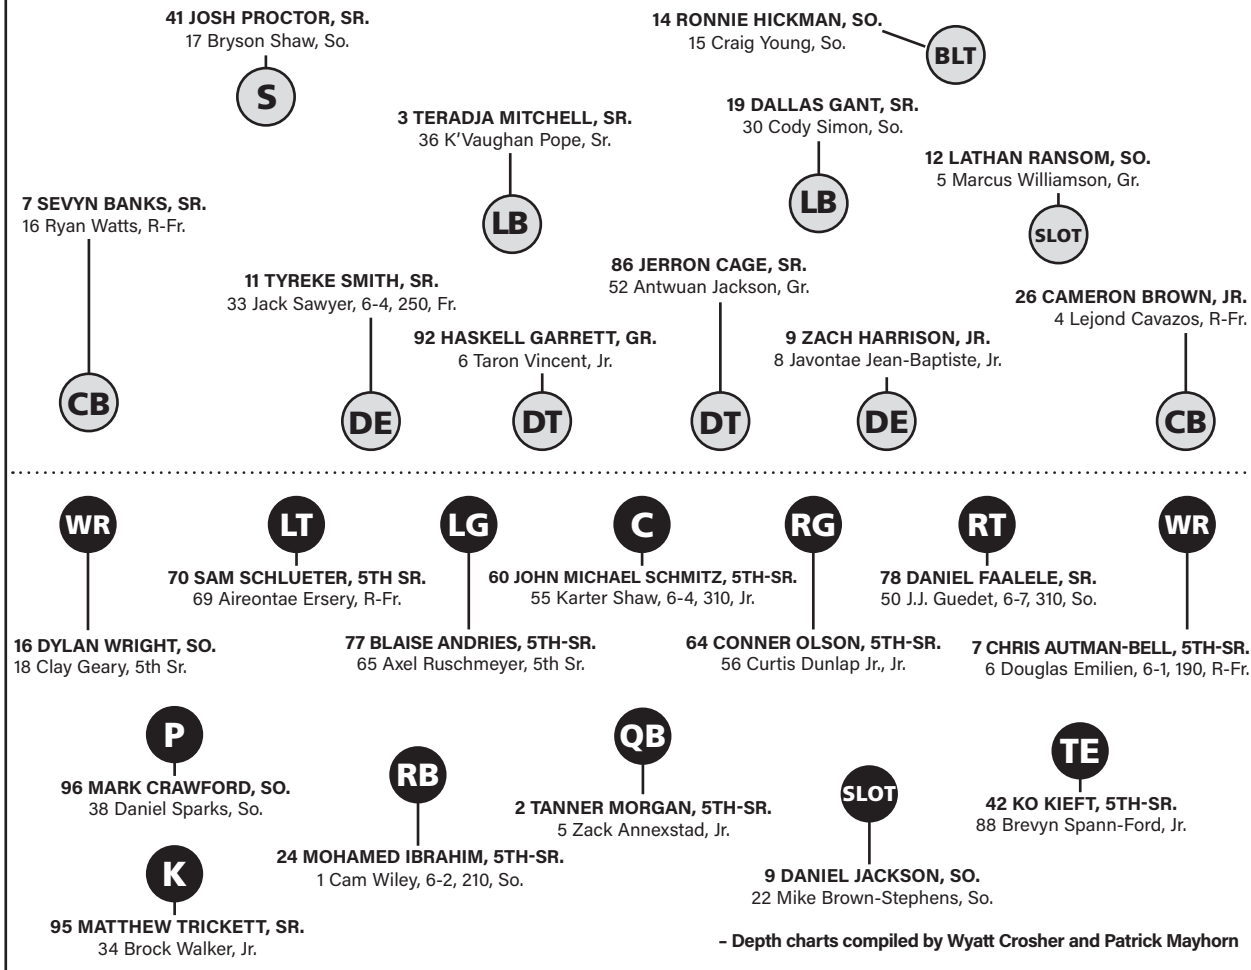 41 JOSH PROCTOR, SR.
17 Bryson Shaw, So.
S
14 RONNIE HICKMAN, SO.
15 Craig Young, So.
BLT
3 TERADJA MITCHELL, SR.
36 K'Vaughan Pope, Sr.
LB
19 DALLAS GANT, SR.
30 Cody Simon, So.
LB
12 LATHAN RANSOM, SO.
5 Marcus Williamson, Gr.
SLOT
7 SEVYN BANKS, SR.
16 Ryan Watts, R-Fr.
CB
11 TYREKE SMITH, SR.
33 Jack Sawyer, 6-4, 250, Fr.
DE
92 HASKELL GARRETT, GR.
6 Taron Vincent, Jr.
DT
86 JERRON CAGE, SR.
52 Antwuan Jackson, Gr.
DT
9 ZACH HARRISON, JR.
8 Javontae Jean-Baptiste, Jr.
DE
26 CAMERON BROWN, JR.
4 Lejond Cavazos, R-Fr.
CB
WR
16 DYLAN WRIGHT, SO.
18 Clay Geary, 5th Sr.
LT
70 SAM SCHLUETER, 5TH SR.
69 Aireontae Ersery, R-Fr.
LG
77 BLAISE ANDRIES, 5TH-SR.
65 Axel Ruschmeyer, 5th Sr.
C
60 JOHN MICHAEL SCHMITZ, 5TH-SR.
55 Karter Shaw, 6-4, 310, Jr.
RG
64 CONNER OLSON, 5TH-SR.
56 Curtis Dunlap Jr., Jr.
RT
78 DANIEL FAALELE, SR.
50 J.J. Guedet, 6-7, 310, So.
WR
7 CHRIS AUTMAN-BELL, 5TH-SR.
6 Douglas Emilien, 6-1, 190, R-Fr.
P
96 MARK CRAWFORD, SO.
38 Daniel Sparks, So.
RB
24 MOHAMED IBRAHIM, 5TH-SR.
1 Cam Wiley, 6-2, 210, So.
QB
2 TANNER MORGAN, 5TH-SR.
5 Zack Annexstad, Jr.
SLOT
9 DANIEL JACKSON, SO.
22 Mike Brown-Stephens, So.
TE
42 KO KIEFT, 5TH-SR.
88 Brevyn Spann-Ford, Jr.
K
95 MATTHEW TRICKETT, SR.
34 Brock Walker, Jr.
– Depth charts compiled by Wyatt Crosher and Patrick Mayhorn